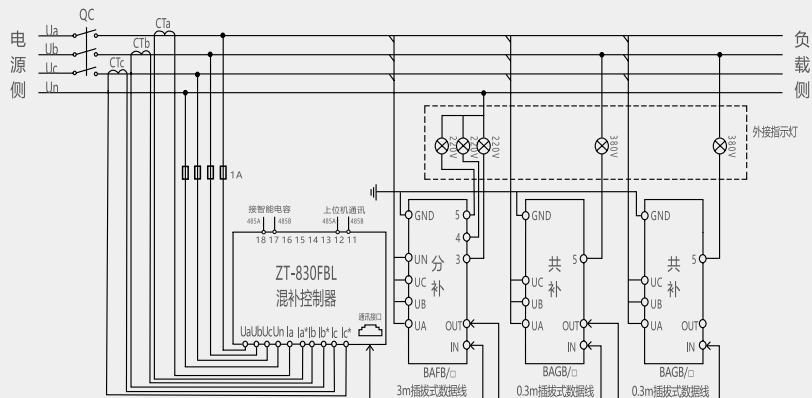 QC
CTa
CTb
CTc
Ua
Ub
Uc
Un
电源侧
负载侧
220V
220V
220V
380V
380V
外接指示灯
1A
接智能电容
上位机通讯
485A
485B
485A
485B
18 17 16 15 14 13 12 11
ZT-830FBL
混补控制器
通讯接口
Ua Ub Uc Un Ia Ia* Ib Ib* Ic Ic*
GND
5
4
3
UN
UC
UB
UA
分补
OUT
IN
BAFB/□
3m插拔式数据线
GND
5
UC
UB
UA
共补
OUT
IN
BAGB/□
0.3m插拔式数据线
GND
5
UC
UB
UA
共补
OUT
IN
BAGB/□
0.3m插拔式数据线